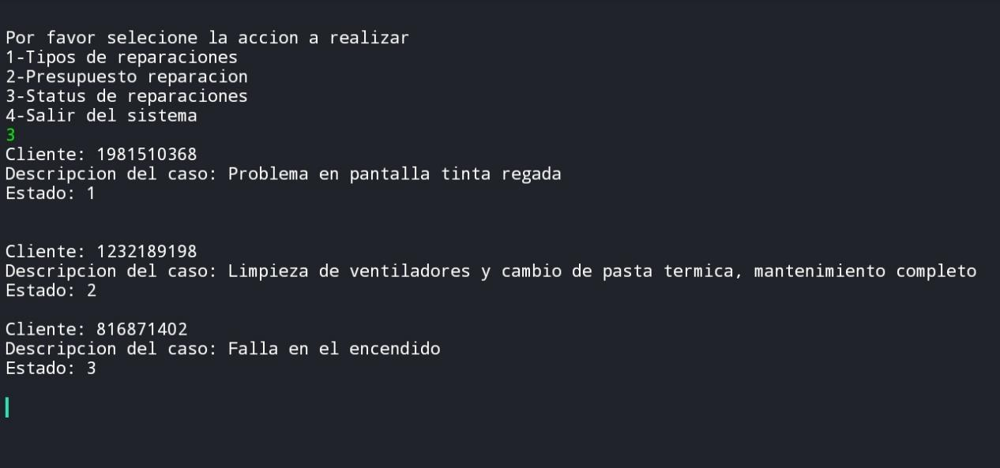 Por favor selecione la accion a realizar
1-Tipos de reparaciones
2-Presupuesto reparacion
3-Status de reparaciones
4-Salir del sistema
3
Cliente: 1981510368
Descripcion del caso: Problema en pantalla tinta regada
Estado: 1
Cliente: 1232189198
Descripcion del caso: Limpieza de ventiladores y cambio de pasta termica, mantenimiento completo
Estado: 2
Cliente: 816871402
Descripcion del caso: Falla en el encendido
Estado: 3